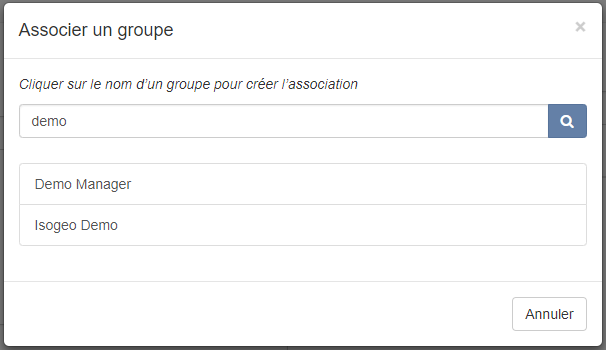 Associer un groupe ×
Cliquer sur le nom d'un groupe pour créer l'association
demo
Demo Manager
Isogeo Demo
Annuler